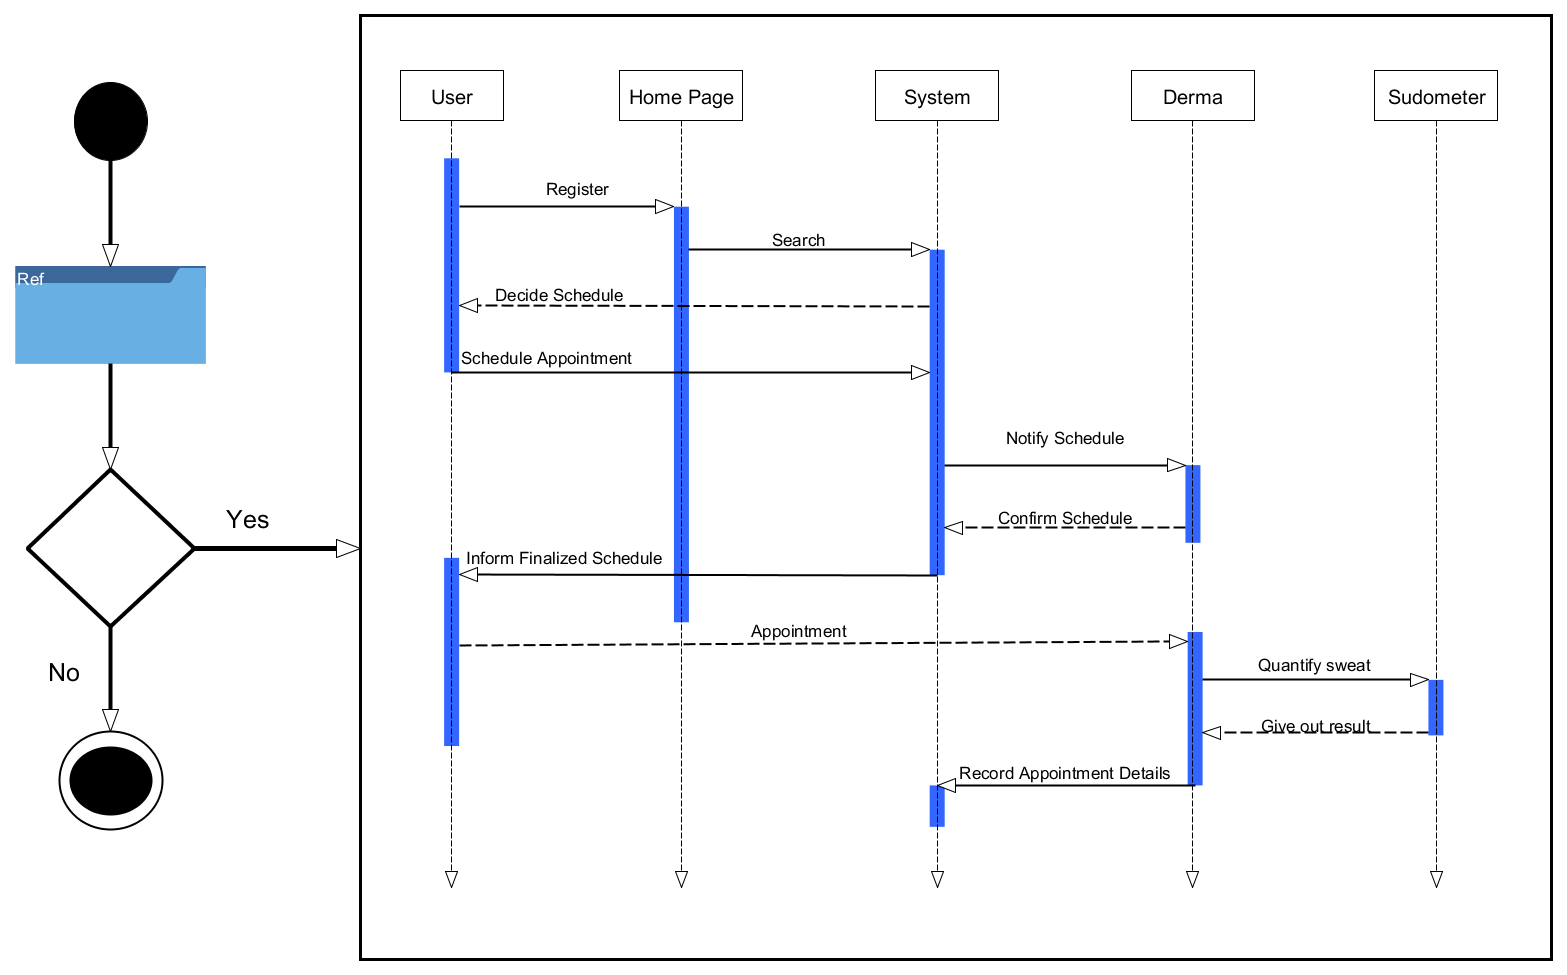 User
Home Page
System
Derma
Sudometer
Register
Search
Ref
Decide Schedule
Schedule Appointment
Notify Schedule
Yes
Confirm Schedule
Inform Finalized Schedule
Appointment
No
Quantify sweat
Give out result
Record Appointment Details